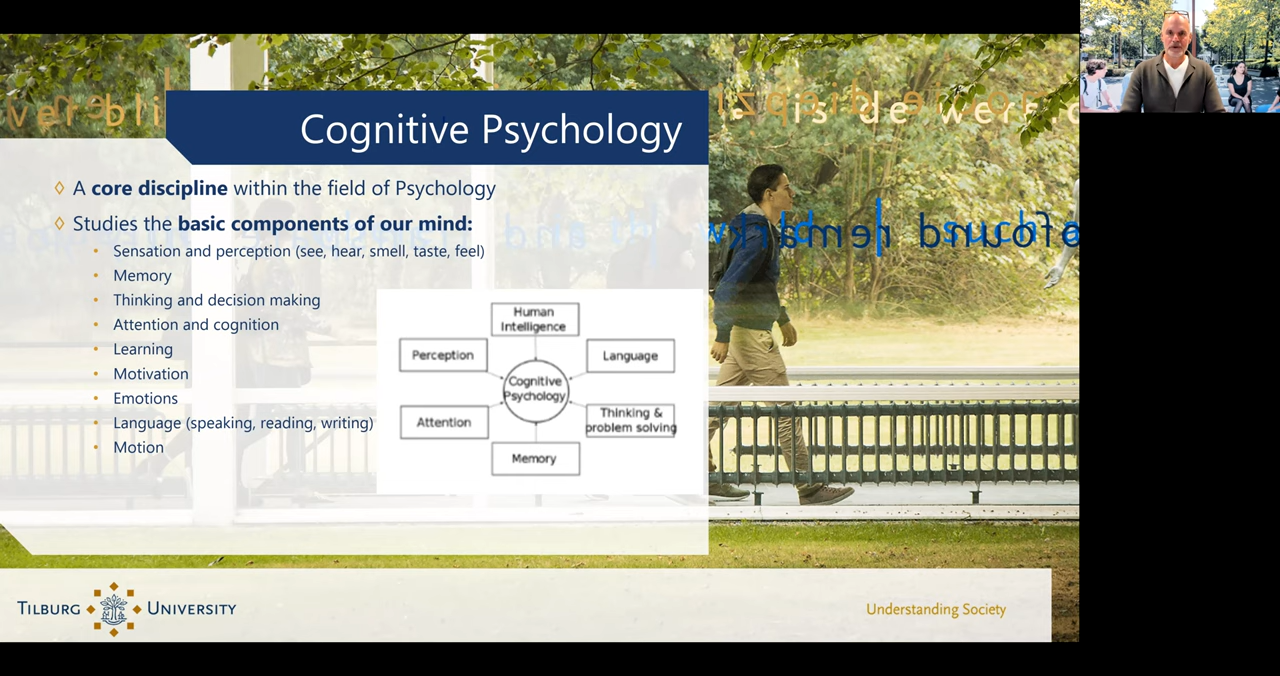 Cognitive Psychology
◊ A core discipline within the field of Psychology
◊ Studies the basic components of our mind:
• Sensation and perception (see, hear, smell, taste, feel)
• Memory
• Thinking and decision making
• Attention and cognition
• Learning
• Motivation
• Emotions
• Language (speaking, reading, writing)
• Motion
Human
Intelligence
Perception
Language
Cognitive
Psychology
Attention
Thinking &
problem solving
Memory
is de
TILBURG UNIVERSITY
Understanding Society